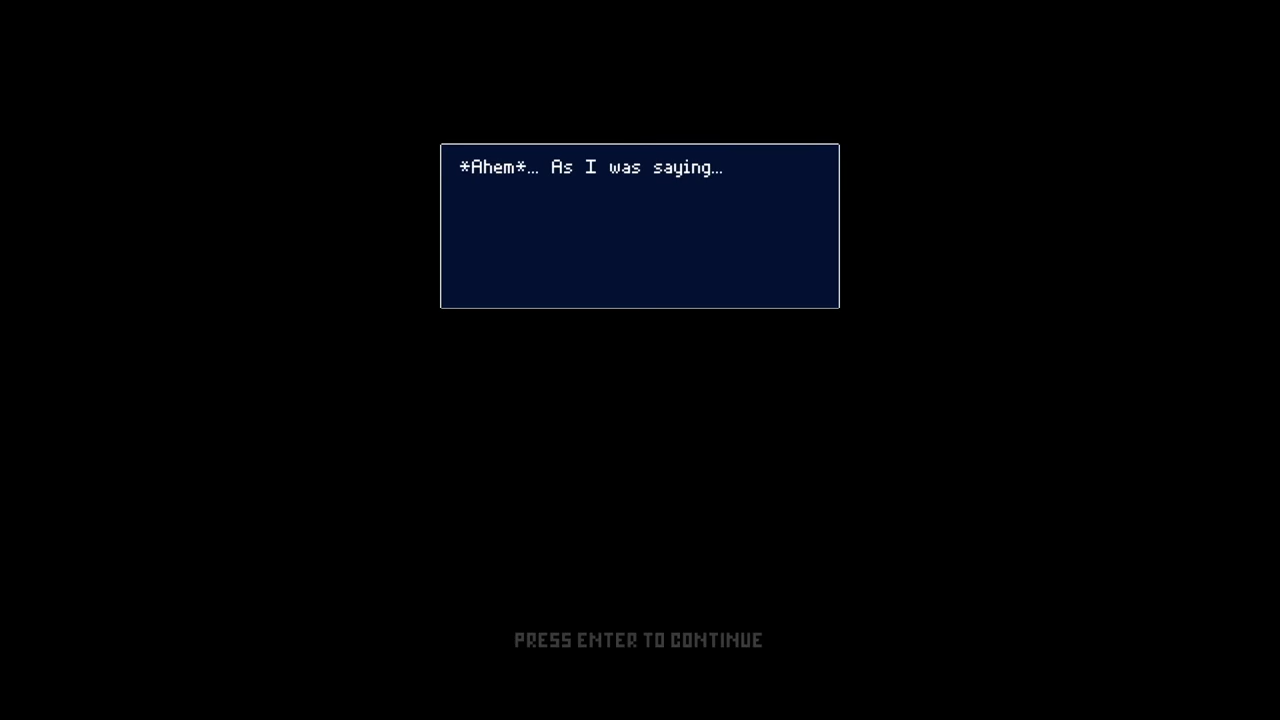 *Ahem*… As I was saying…
PRESS ENTER TO CONTINUE